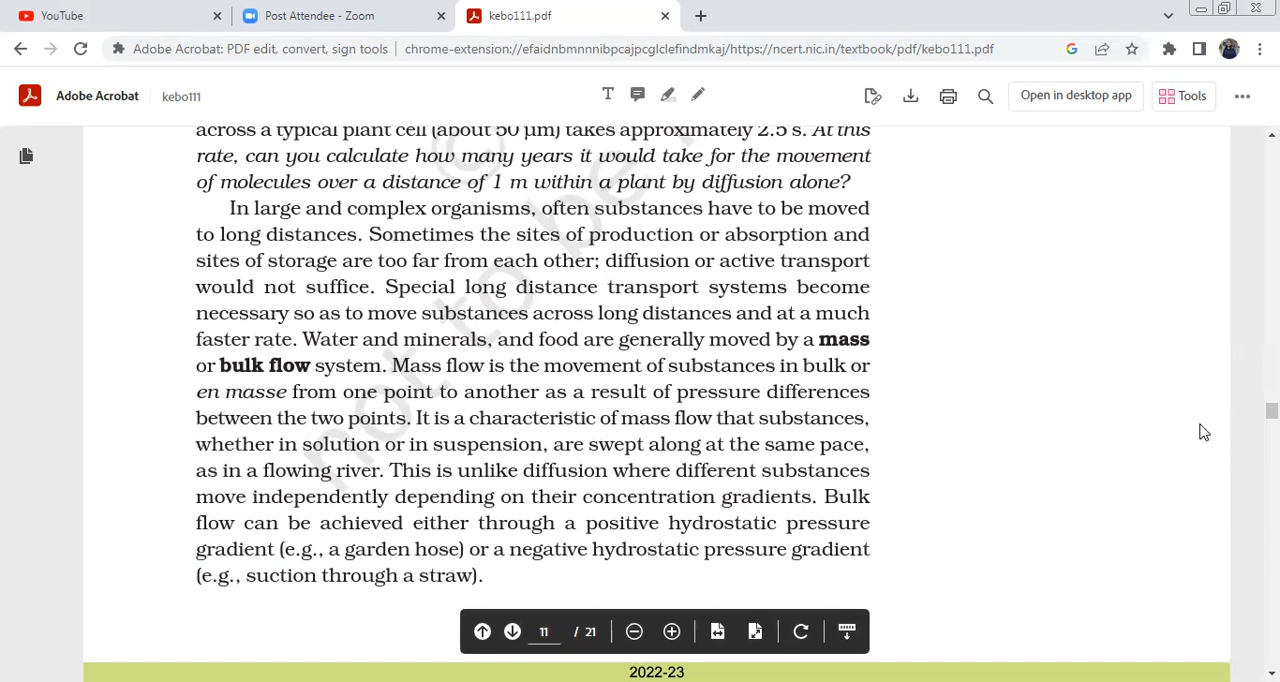 YouTube
Post Attendee - Zoom
kebo111.pdf
Adobe Acrobat: PDF edit, convert, sign tools
chrome-extension://efaidnbmnnnibpcajpcglclefindmkaj/https://ncert.nic.in/textbook/pdf/kebo111.pdf
Adobe Acrobat
kebo111
Open in desktop app
Tools
across a typical plant cell (about 50 µm) takes approximately 2.5 s. At this
rate, can you calculate how many years it would take for the movement
of molecules over a distance of 1 m within a plant by diffusion alone?
In large and complex organisms, often substances have to be moved
to long distances. Sometimes the sites of production or absorption and
sites of storage are too far from each other; diffusion or active transport
would not suffice. Special long distance transport systems become
necessary so as to move substances across long distances and at a much
faster rate. Water and minerals, and food are generally moved by a mass
or bulk flow system. Mass flow is the movement of substances in bulk or
en masse from one point to another as a result of pressure differences
between the two points. It is a characteristic of mass flow that substances,
whether in solution or in suspension, are swept along at the same pace,
as in a flowing river. This is unlike diffusion where different substances
move independently depending on their concentration gradients. Bulk
flow can be achieved either through a positive hydrostatic pressure
gradient (e.g., a garden hose) or a negative hydrostatic pressure gradient
(e.g., suction through a straw).
©
not to be
11 / 21
2022-23